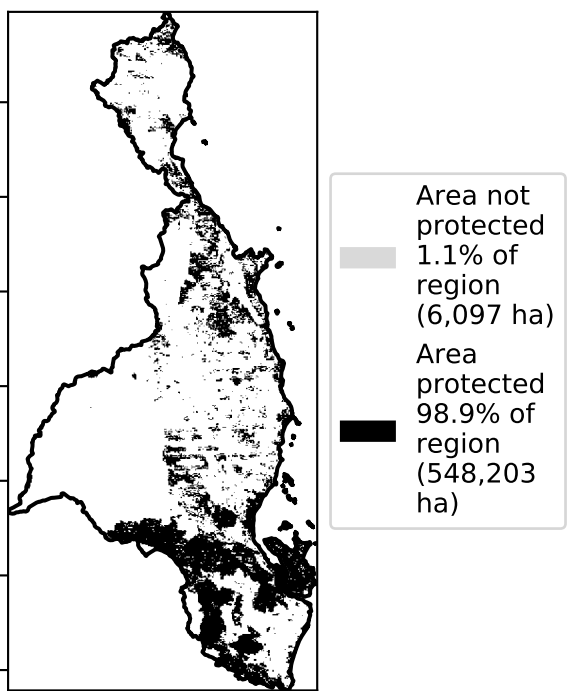 Area not
protected
1.1% of
region
(6,097 ha)
Area
protected
98.9% of
region
(548,203
ha)